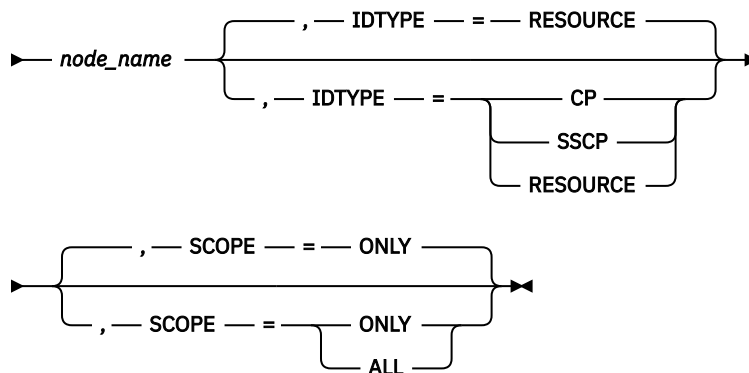 , IDTYPE = RESOURCE
node_name
, IDTYPE = CP
SSCP
RESOURCE
, SCOPE = ONLY
, SCOPE = ONLY
ALL